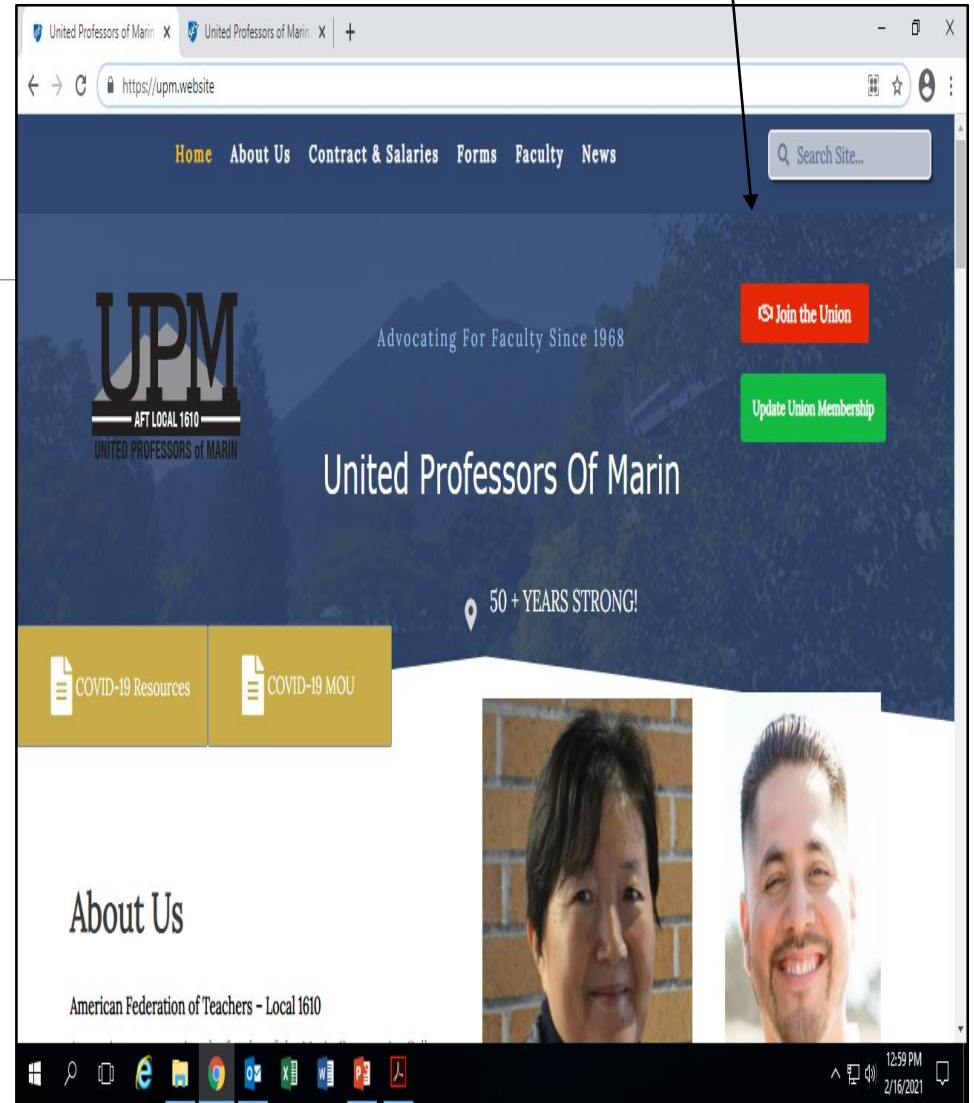 United Professors of Marin
United Professors of Marin
https://upm.website
Home About Us Contract & Salaries Forms Faculty News
Search Site...
UPM
AFT LOCAL 1610
UNITED PROFESSORS of MARIN
Advocating For Faculty Since 1968
Join the Union
Update Union Membership
United Professors Of Marin
50 + YEARS STRONG!
COVID-19 Resources
COVID-19 MOU
About Us
American Federation of Teachers – Local 1610
12:59 PM
2/16/2021